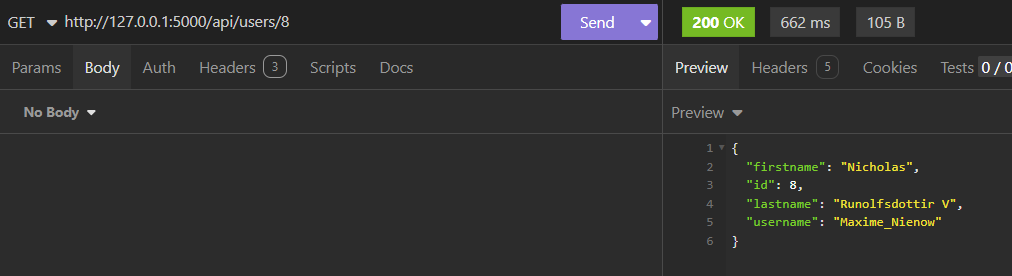 GET http://127.0.0.1:5000/api/users/8 Send 200 OK 662 ms 105 B
Params Body Auth Headers 3 Scripts Docs Preview Headers 5 Cookies Tests 0 / 0
No Body Preview
1 {
2 "firstname": "Nicholas",
3 "id": 8,
4 "lastname": "Runolfsdottir V",
5 "username": "Maxime_Nienow"
6 }